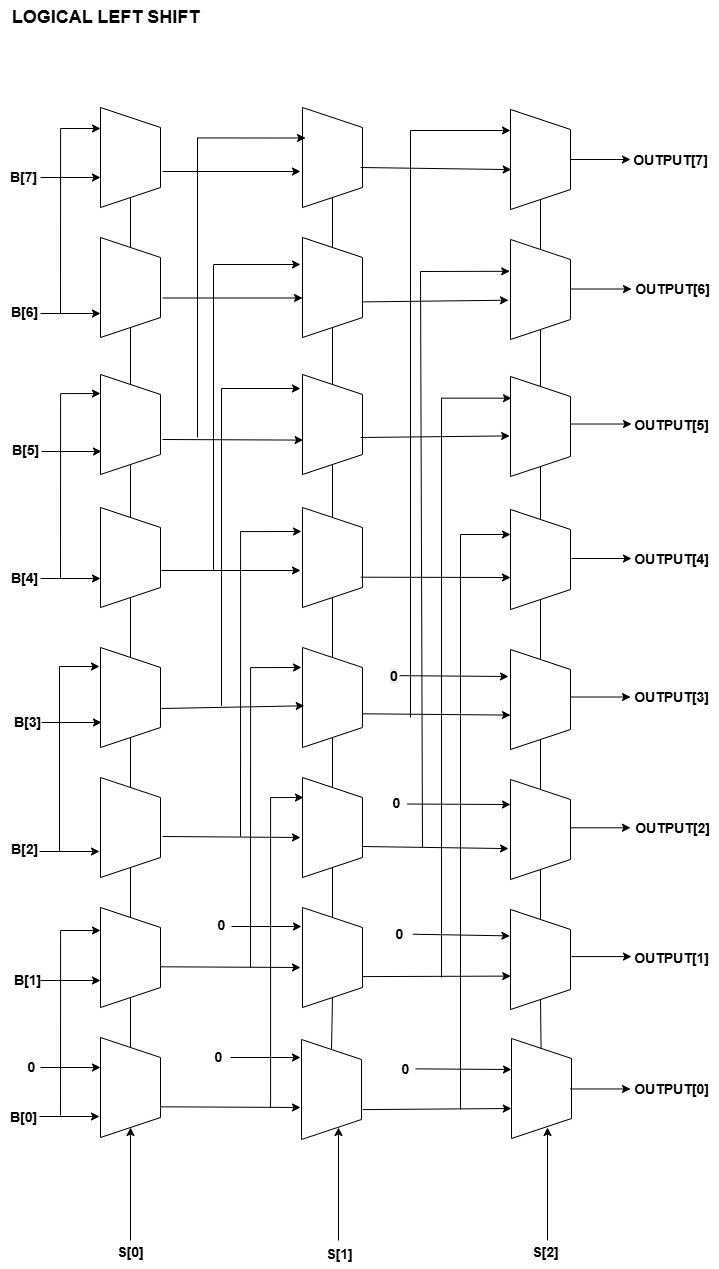 LOGICAL LEFT SHIFT
OUTPUT[7]
B[7]
OUTPUT[6]
B[6]
OUTPUT[5]
B[5]
OUTPUT[4]
B[4]
0
OUTPUT[3]
B[3]
0
OUTPUT[2]
B[2]
0
0
OUTPUT[1]
B[1]
0
0
0
OUTPUT[0]
B[0]
S[0]
S[1]
S[2]